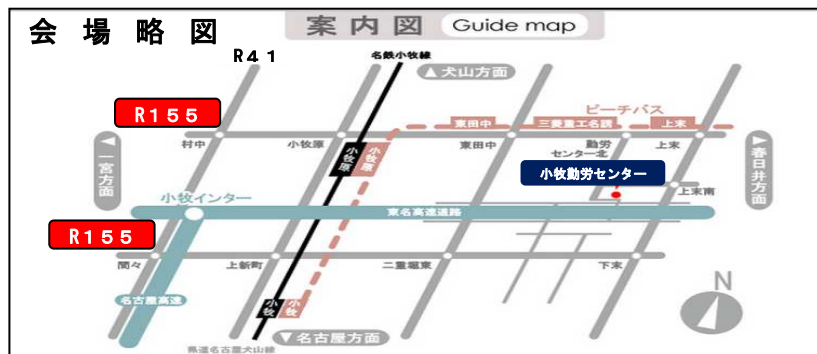 会場略図
案内図 Guide map
R41
名鉄小牧線
▲犬山方面
R155
ピーチバス
東田中
三菱重工名誘
上末
村中
小牧原
東田中
勤労
センター北
上末
◀一宮方面
小牧原
小牧原
小牧勤労センター
春日井方面▶
小牧インター
上末南
東名高速道路
R155
間々
上新町
二重堀東
下末
名古屋高速
小牧
小牧
▼名古屋方面
県道名古屋犬山線
N